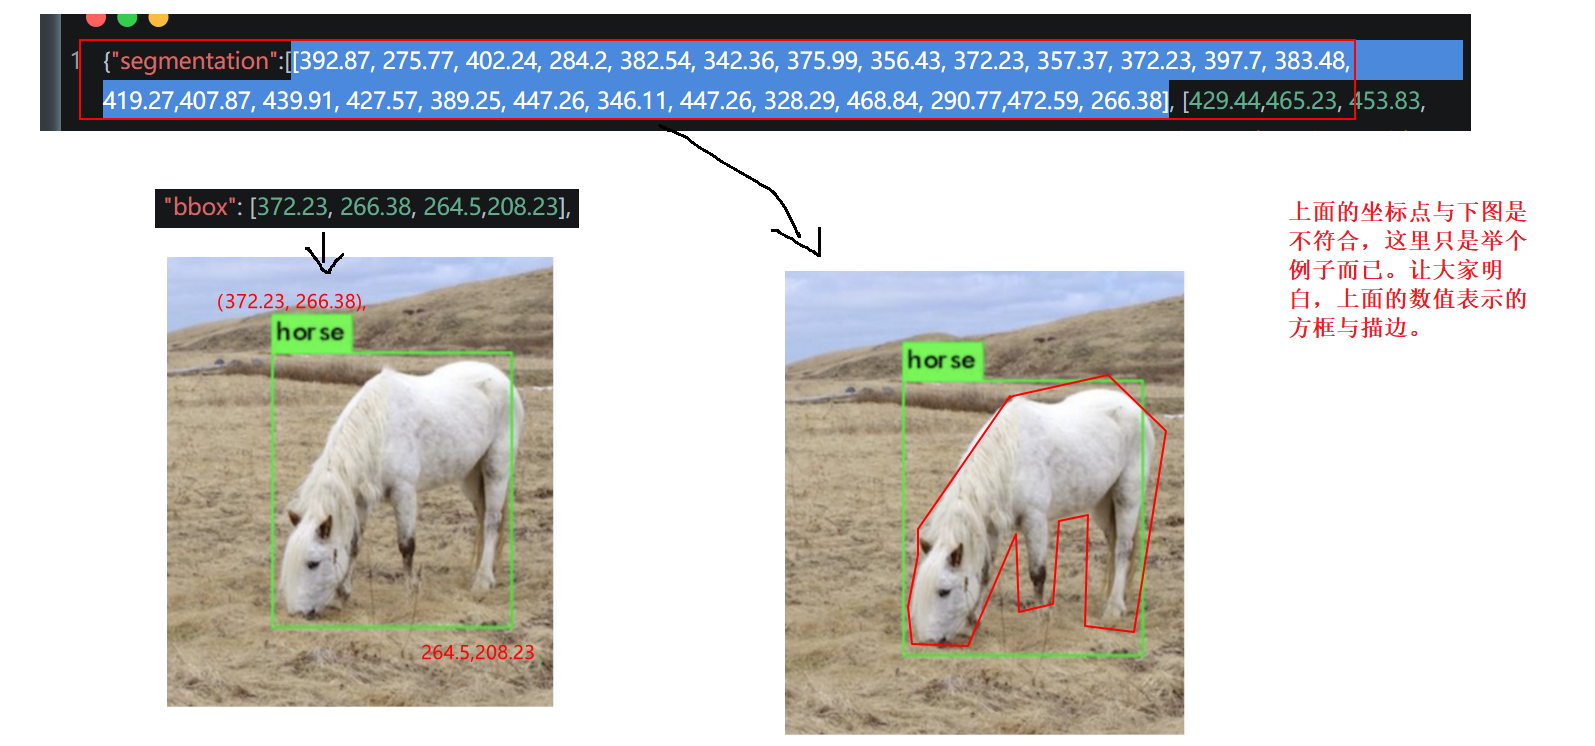 1 {"segmentation":[[392.87, 275.77, 402.24, 284.2, 382.54, 342.36, 375.99, 356.43, 372.23, 357.37, 372.23, 397.7, 383.48,
419.27,407.87, 439.91, 427.57, 389.25, 447.26, 346.11, 447.26, 328.29, 468.84, 290.77,472.59, 266.38], [429.44,465.23, 453.83,
"bbox": [372.23, 266.38, 264.5,208.23],
(372.23, 266.38),
horse
264.5,208.23
horse
上面的坐标点与下图是
不符合，这里只是举个
例子而已。让大家明
白，上面的数值表示的
方框与描边。